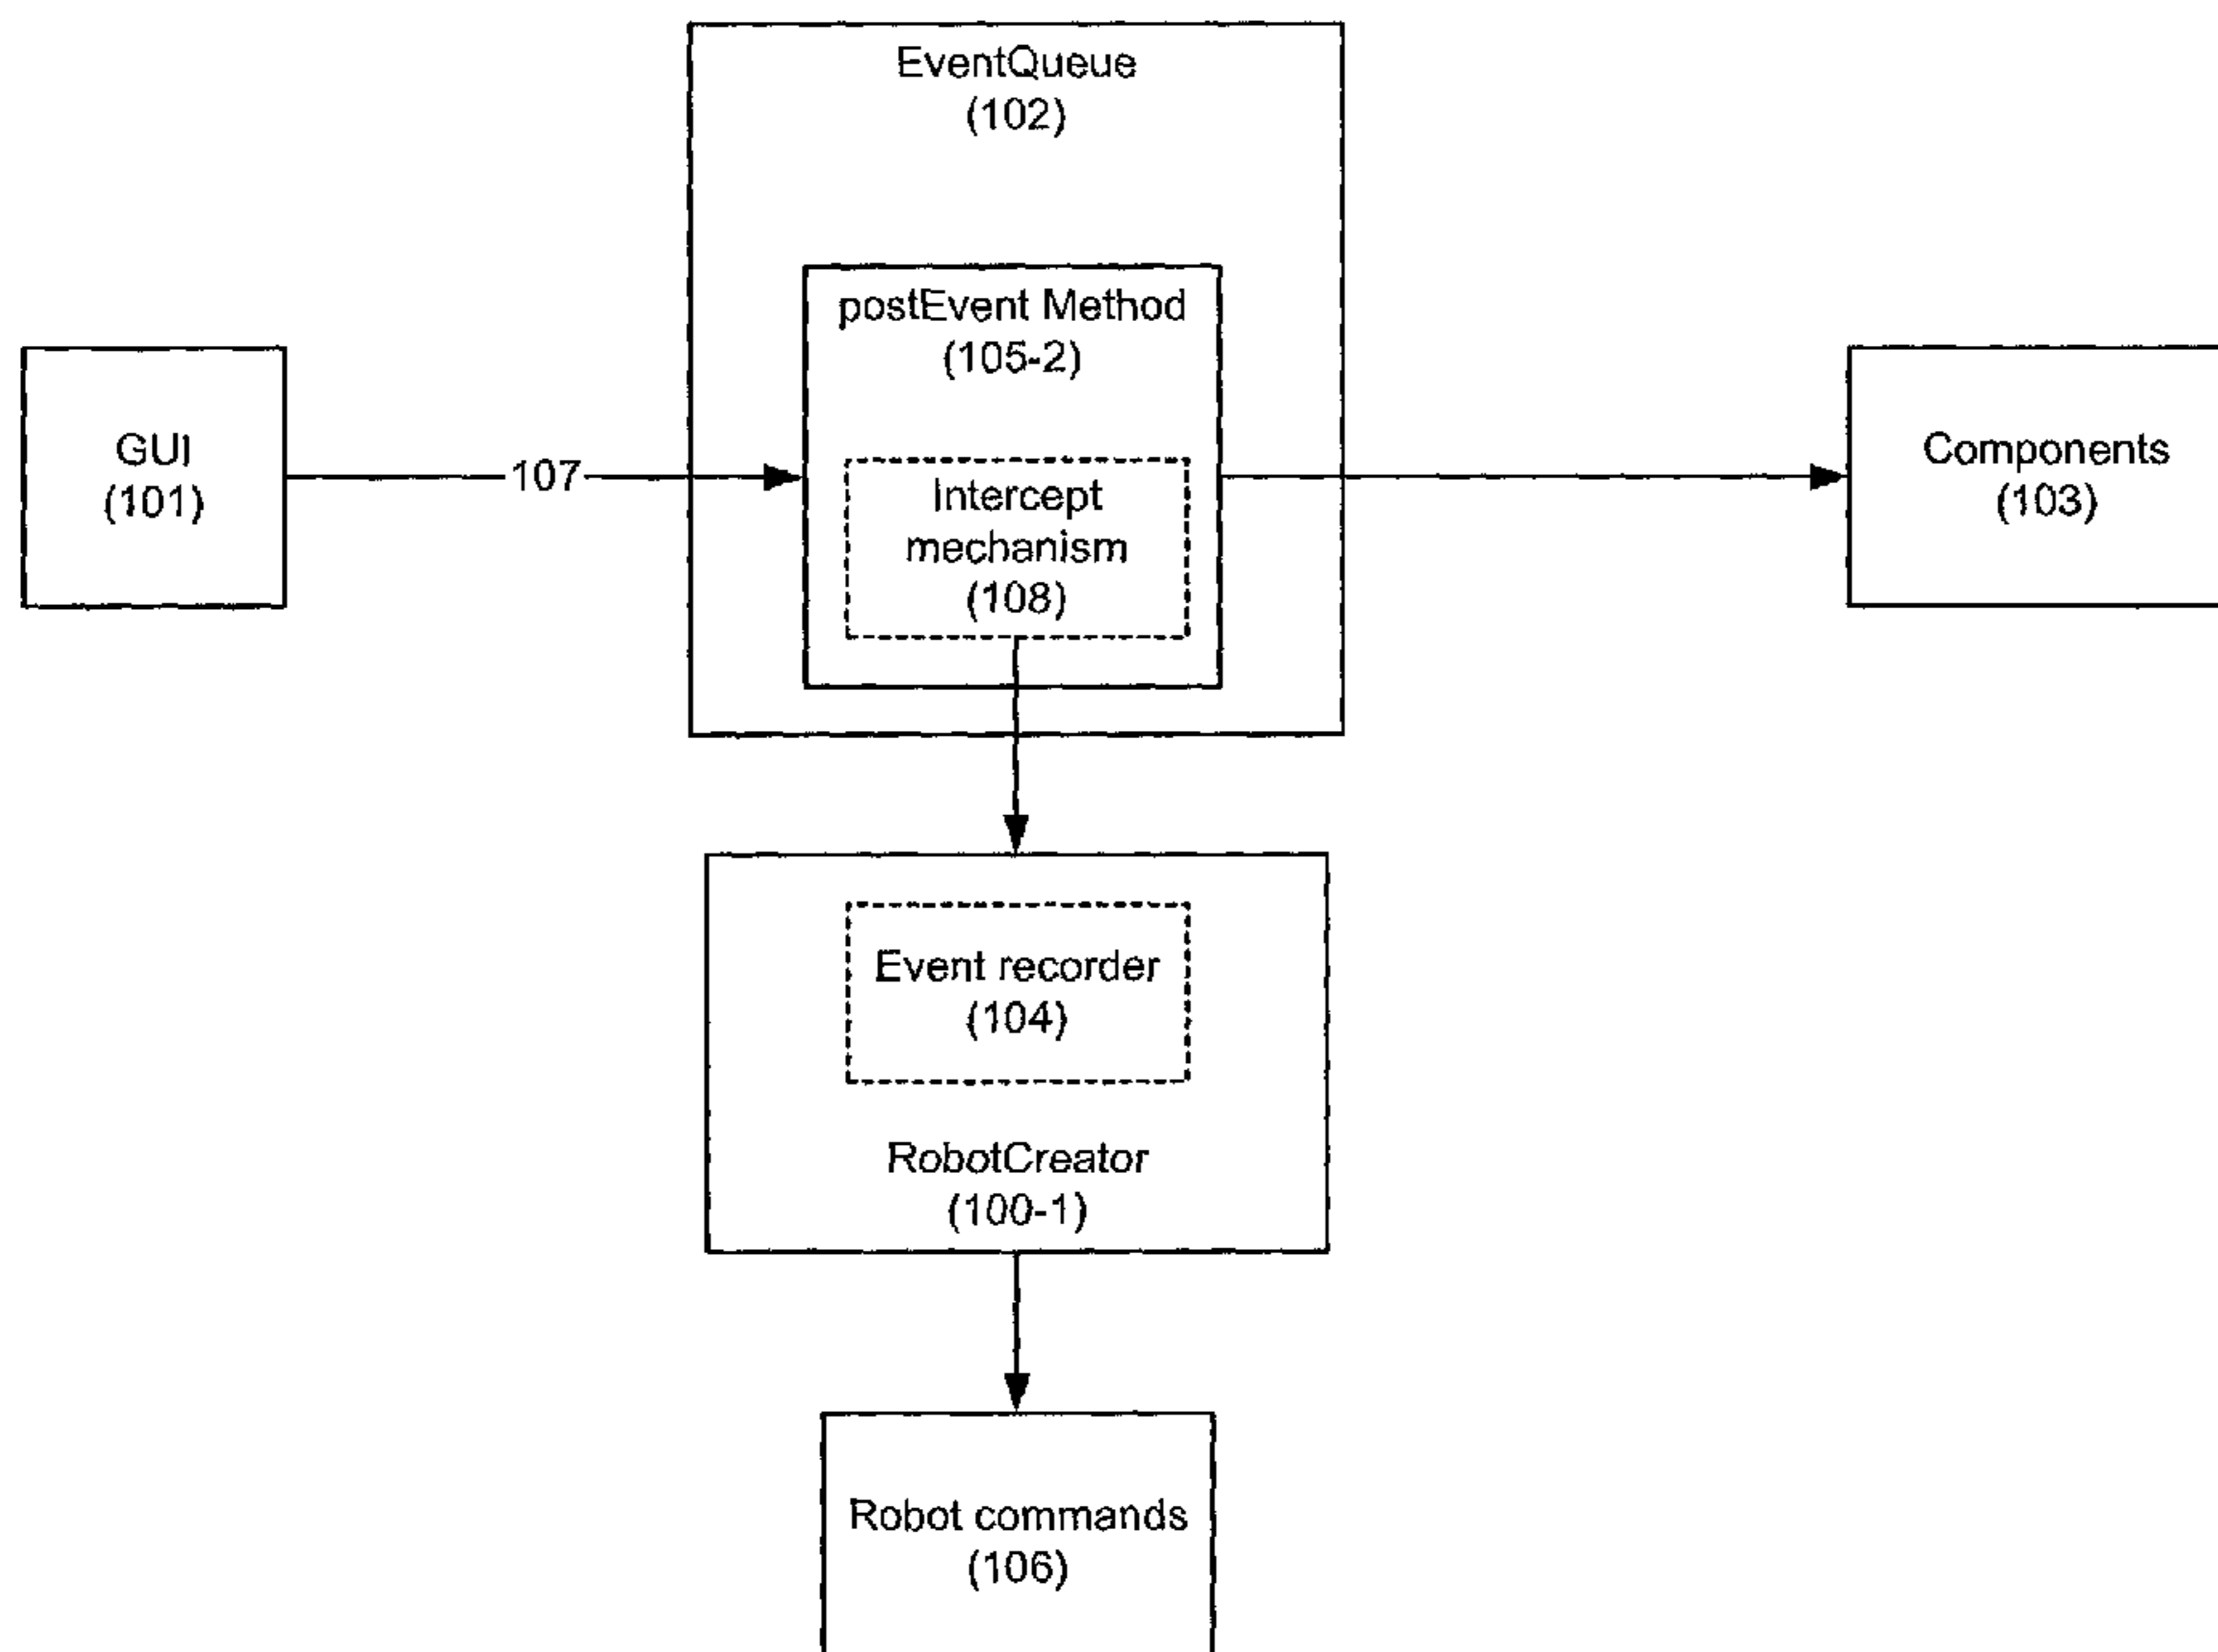 EventQueue
(102)
postEvent Method
(105-2)
GUI
(101)
107
Intercept
mechanism
(108)
Components
(103)
Event recorder
(104)
RobotCreator
(100-1)
Robot commands
(106)